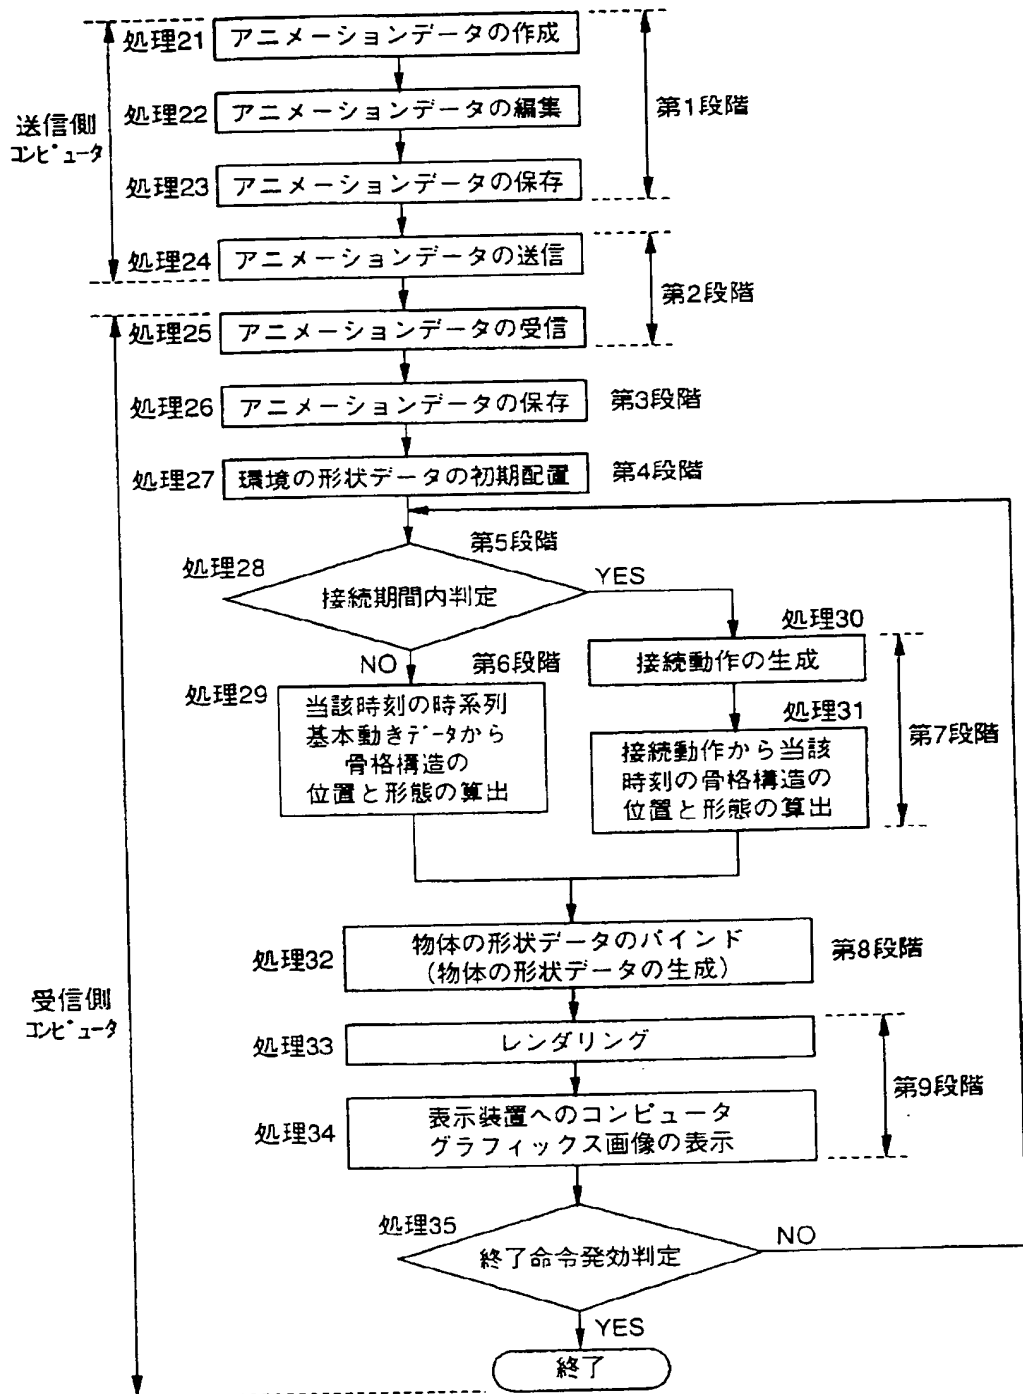 処理21
アニメーションデータの作成
処理22
アニメーションデータの編集
第1段階
送信側
コンピュータ
処理23
アニメーションデータの保存
処理24
アニメーションデータの送信
第2段階
処理25
アニメーションデータの受信
処理26
アニメーションデータの保存
第3段階
処理27
環境の形状データの初期配置
第4段階
第5段階
処理28
接続期間内判定
YES
NO
処理30
接続動作の生成
第6段階
処理29
当該時刻の時系列
基本動きデータから
骨格構造の
位置と形態の算出
処理31
接続動作から当該
時刻の骨格構造の
位置と形態の算出
第7段階
処理32
物体の形状データのバインド
(物体の形状データの生成)
第8段階
受信側
コンピュータ
処理33
レンダリング
第9段階
処理34
表示装置へのコンピュータ
グラフィックス画像の表示
処理35
終了命令発効判定
NO
YES
終了